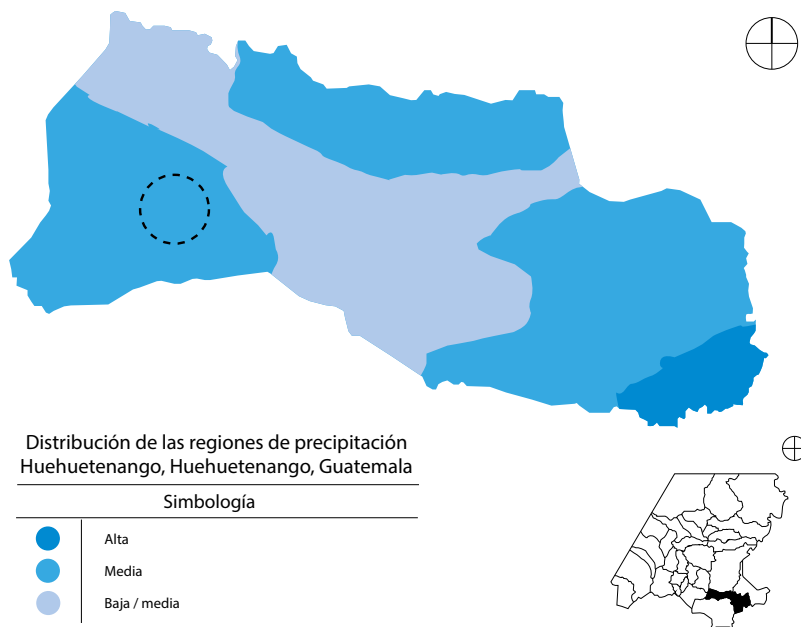 Distribución de las regiones de precipitación
Huehuetenango, Huehuetenango, Guatemala
Simbología
Alta
Media
Baja / media